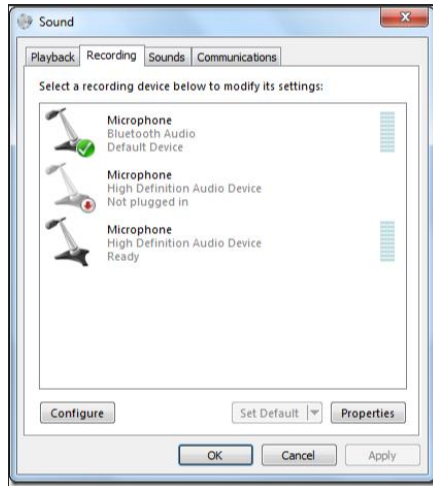 Sound
Playback Recording Sounds Communications
Select a recording device below to modify its settings:
Microphone
Bluetooth Audio
Default Device
Microphone
High Definition Audio Device
Not plugged in
Microphone
High Definition Audio Device
Ready
Configure Set Default Properties
OK Cancel Apply